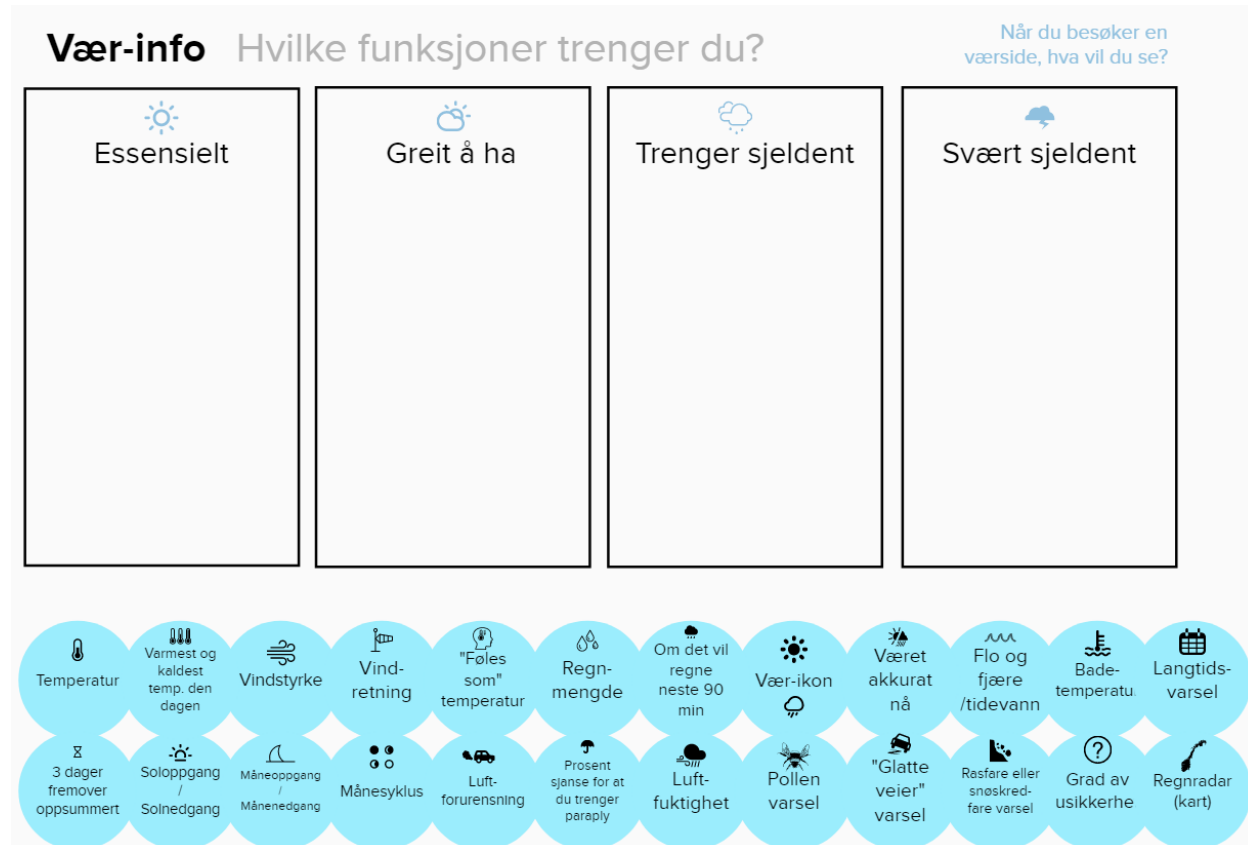 Vær-info Hvilke funksjoner trenger du?
Når du besøker en
værside, hva vil du se?
Essensielt
Greit å ha
Trenger sjeldent
Svært sjeldent
Temperatur
Varmest og
kaldest
temp. den
dagen
Vindstyrke
Vind-
retning
"Føles
som"
temperatur
Regn-
mengde
Om det vil
regne
neste 90
min
Vær-ikon
Været
akkurat
nå
Flo og
fjære
/tidevann
Bade-
temperatu
Langtids-
varsel
3 dager
fremover
oppsummert
Soloppgang
/
Solnedgang
Måneoppgang
/
Månenedgang
Månesyklus
Luft-
forurensning
Prosent
sjanse for at
du trenger
paraply
Luft-
fuktighet
Pollen
varsel
"Glatte
veier"
varsel
Rasfare eller
snøskred-
fare varsel
Grad av
usikkerhe
Regnradar
(kart)